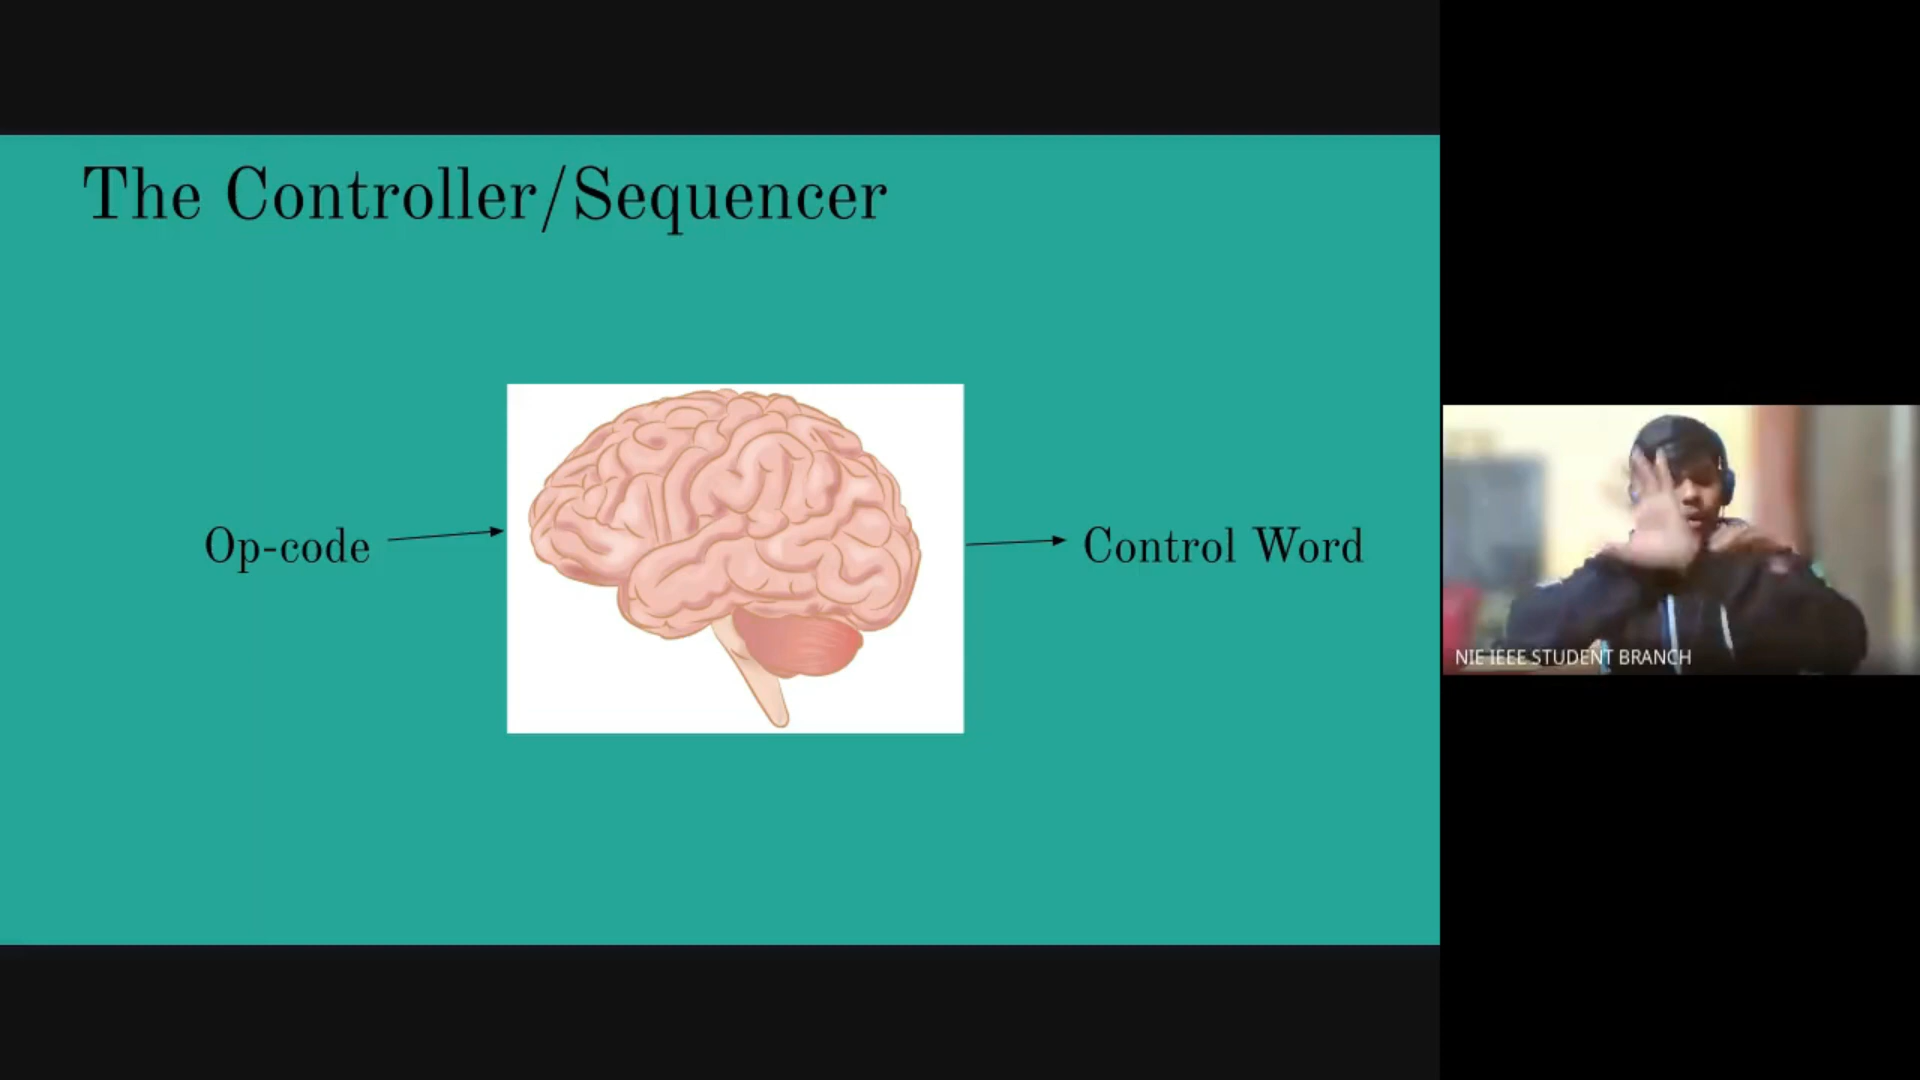 The Controller/Sequencer
Op-code
Control Word
NIE IEEE STUDENT BRANCH